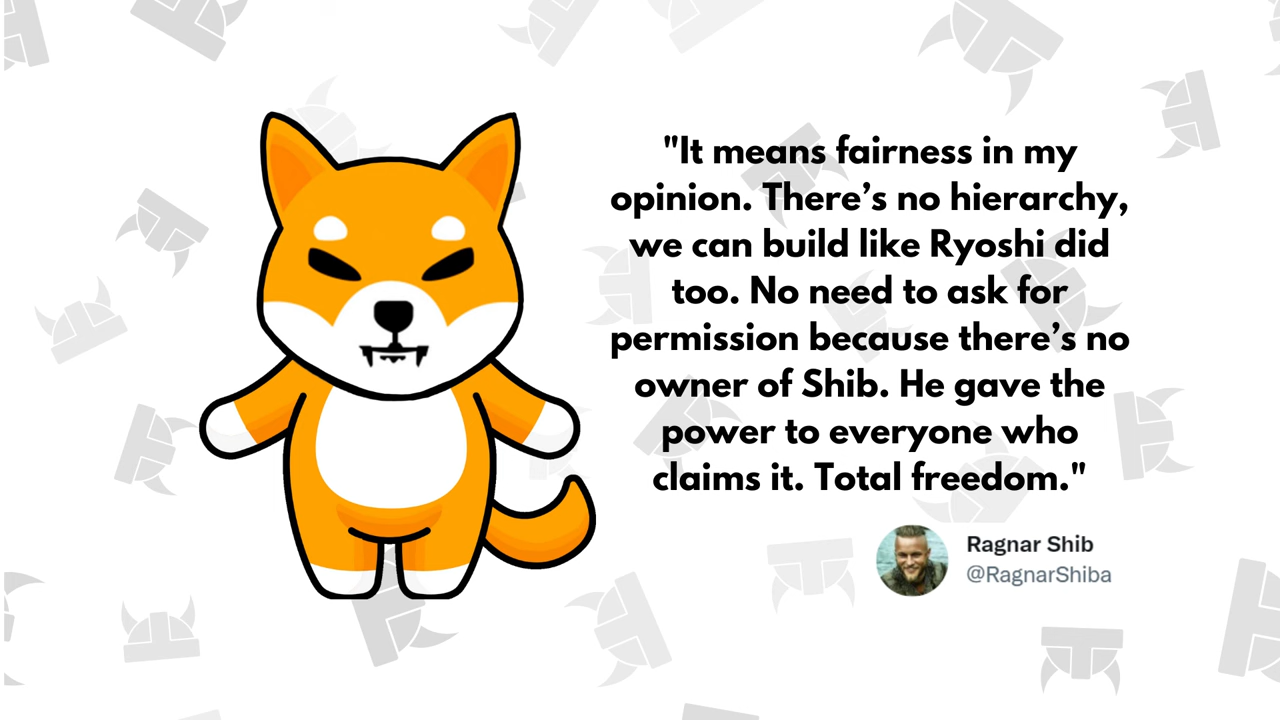 "It means fairness in my
opinion. There’s no hierarchy,
we can build like Ryoshi did
too. No need to ask for
permission because there’s no
owner of Shib. He gave the
power to everyone who
claims it. Total freedom."
Ragnar Shib
@RagnarShiba